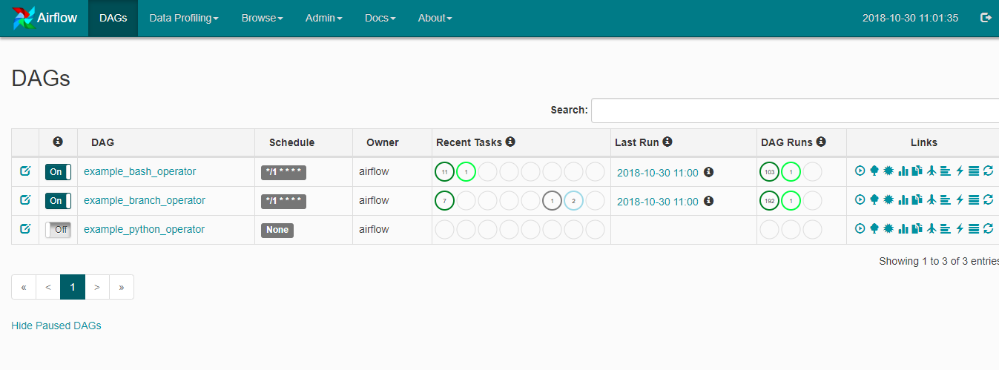 Airflow DAGs Data Profiling Browse Admin Docs About 2018-10-30 11:01:35
DAGs
Search:
DAG Schedule Owner Recent Tasks Last Run DAG Runs Links
On example_bash_operator */1 * * * * airflow 11 1 2018-10-30 11:00 103 1
On example_branch_operator */1 * * * * airflow 7 1 2 2018-10-30 11:00 192 1
Off example_python_operator None airflow
Showing 1 to 3 of 3 entries
« < 1 > »
Hide Paused DAGs